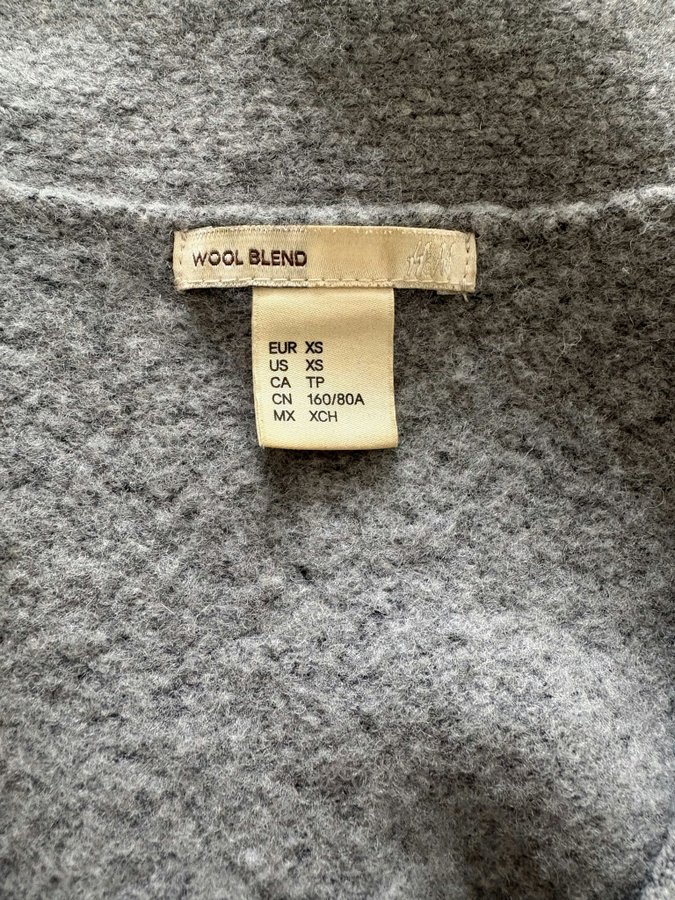 WOOL BLEND H&M
EUR XS
US XS
CA TP
CN 160/80A
MX XCH